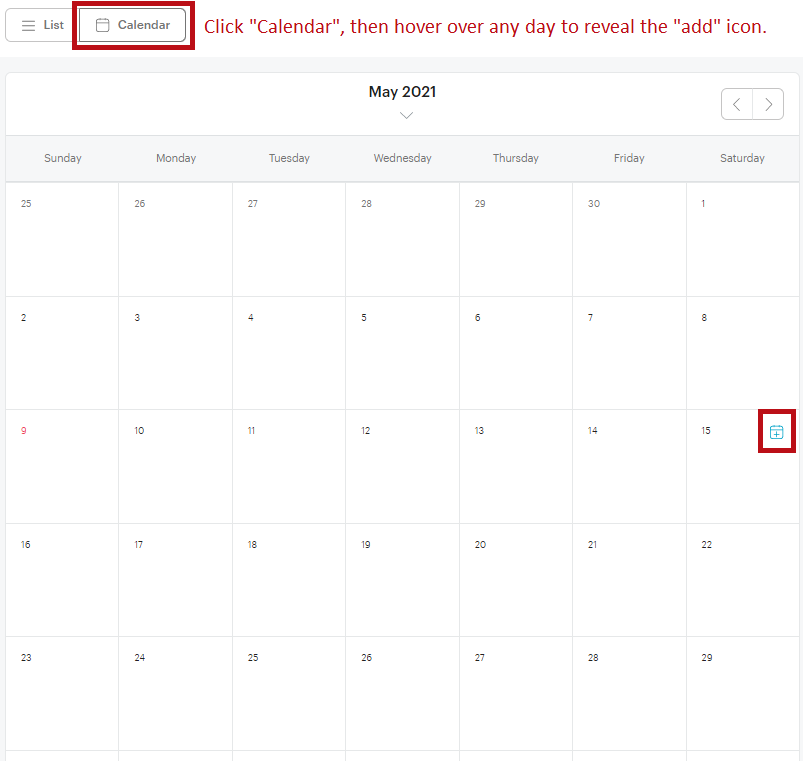 List Calendar Click "Calendar", then hover over any day to reveal the "add" icon.
May 2021
Sunday Monday Tuesday Wednesday Thursday Friday Saturday
25 26 27 28 29 30 1
2 3 4 5 6 7 8
9 10 11 12 13 14 15
16 17 18 19 20 21 22
23 24 25 26 27 28 29